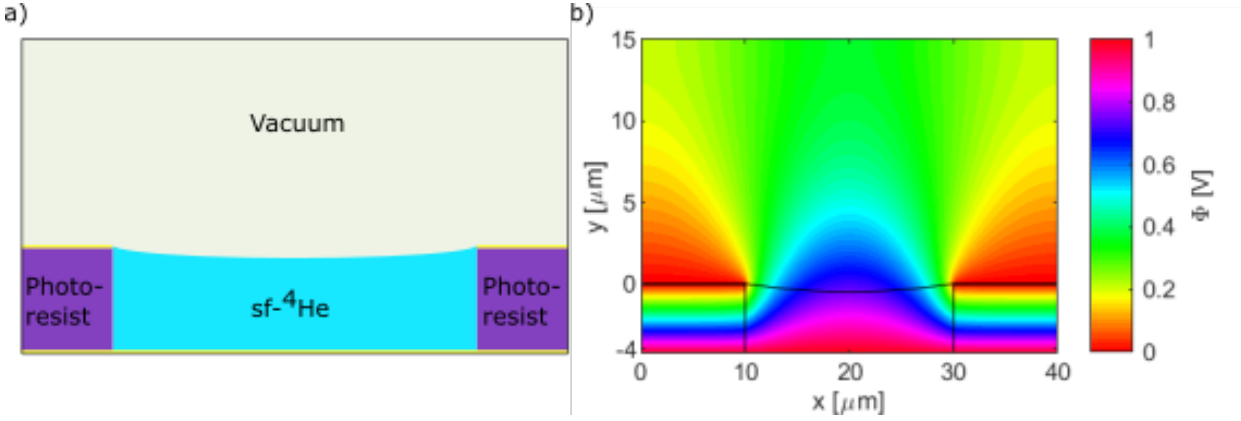 a)
Vacuum
Photo-
resist
sf-⁴He
Photo-
resist
b)
15
10
5
0
-4
y [μm]
0
10
20
30
40
x [μm]
1
0.8
0.6
0.4
0.2
0
Φ [V]